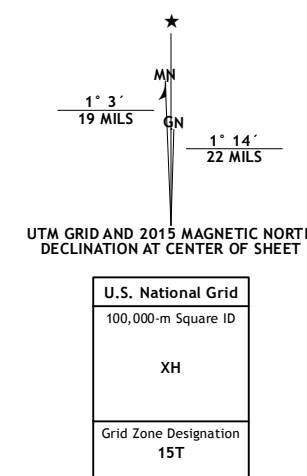 ★
MN
1° 3´
19 MILS
GN
1° 14´
22 MILS
UTM GRID AND 2015 MAGNETIC NORTH
DECLINATION AT CENTER OF SHEET
U.S. National Grid
100,000-m Square ID
XH
Grid Zone Designation
15T